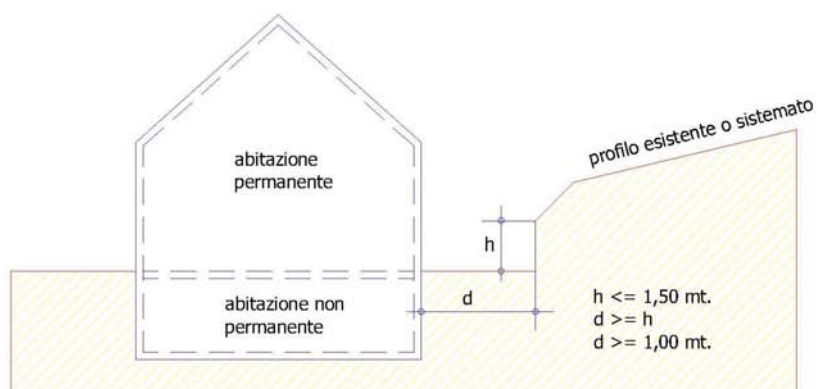 profilo esistente o sistemato
abitazione
permanente
h
abitazione non
permanente
d
h <= 1,50 mt.
d >= h
d >= 1,00 mt.